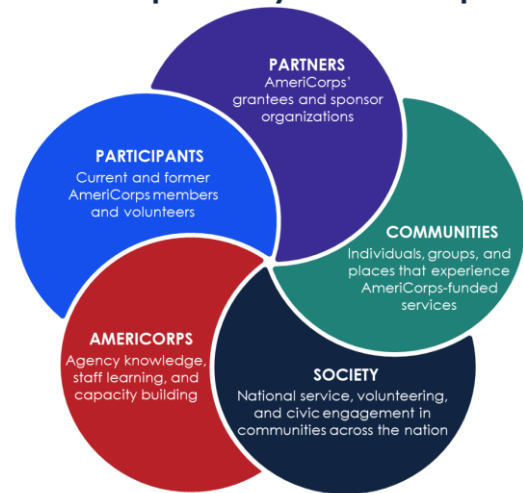 PARTNERS
AmeriCorps'
grantees and sponsor
organizations
PARTICIPANTS
Current and former
AmeriCorps members
and volunteers
COMMUNITIES
Individuals, groups, and
places that experience
AmeriCorps-funded
services
AMERICORPS
Agency knowledge,
staff learning, and
capacity building
SOCIETY
National service, volunteering,
and civic engagement in
communities across the nation